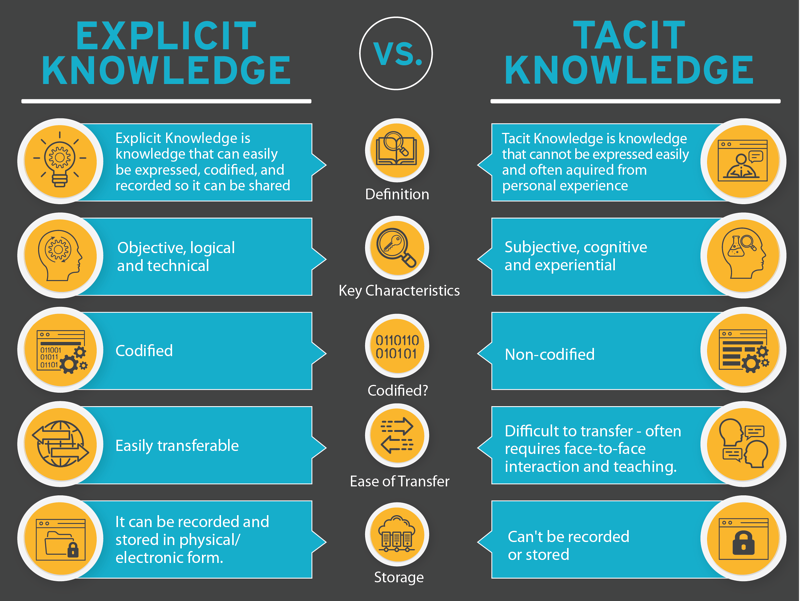 EXPLICIT
KNOWLEDGE
VS.
TACIT
KNOWLEDGE
Explicit Knowledge is
knowledge that can easily
be expressed, codified, and
recorded so it can be shared
Definition
Tacit Knowledge is knowledge
that cannot be expressed easily
and often aquired from
personal experience
Objective, logical
and technical
Key Characteristics
Subjective, cognitive
and experiential
011001
01011
01101
Codified
0110110
010101
Codified?
Non-codified
Easily transferable
Ease of Transfer
Difficult to transfer - often
requires face-to-face
interaction and teaching.
It can be recorded and
stored in physical/
electronic form.
Storage
Can't be recorded
or stored